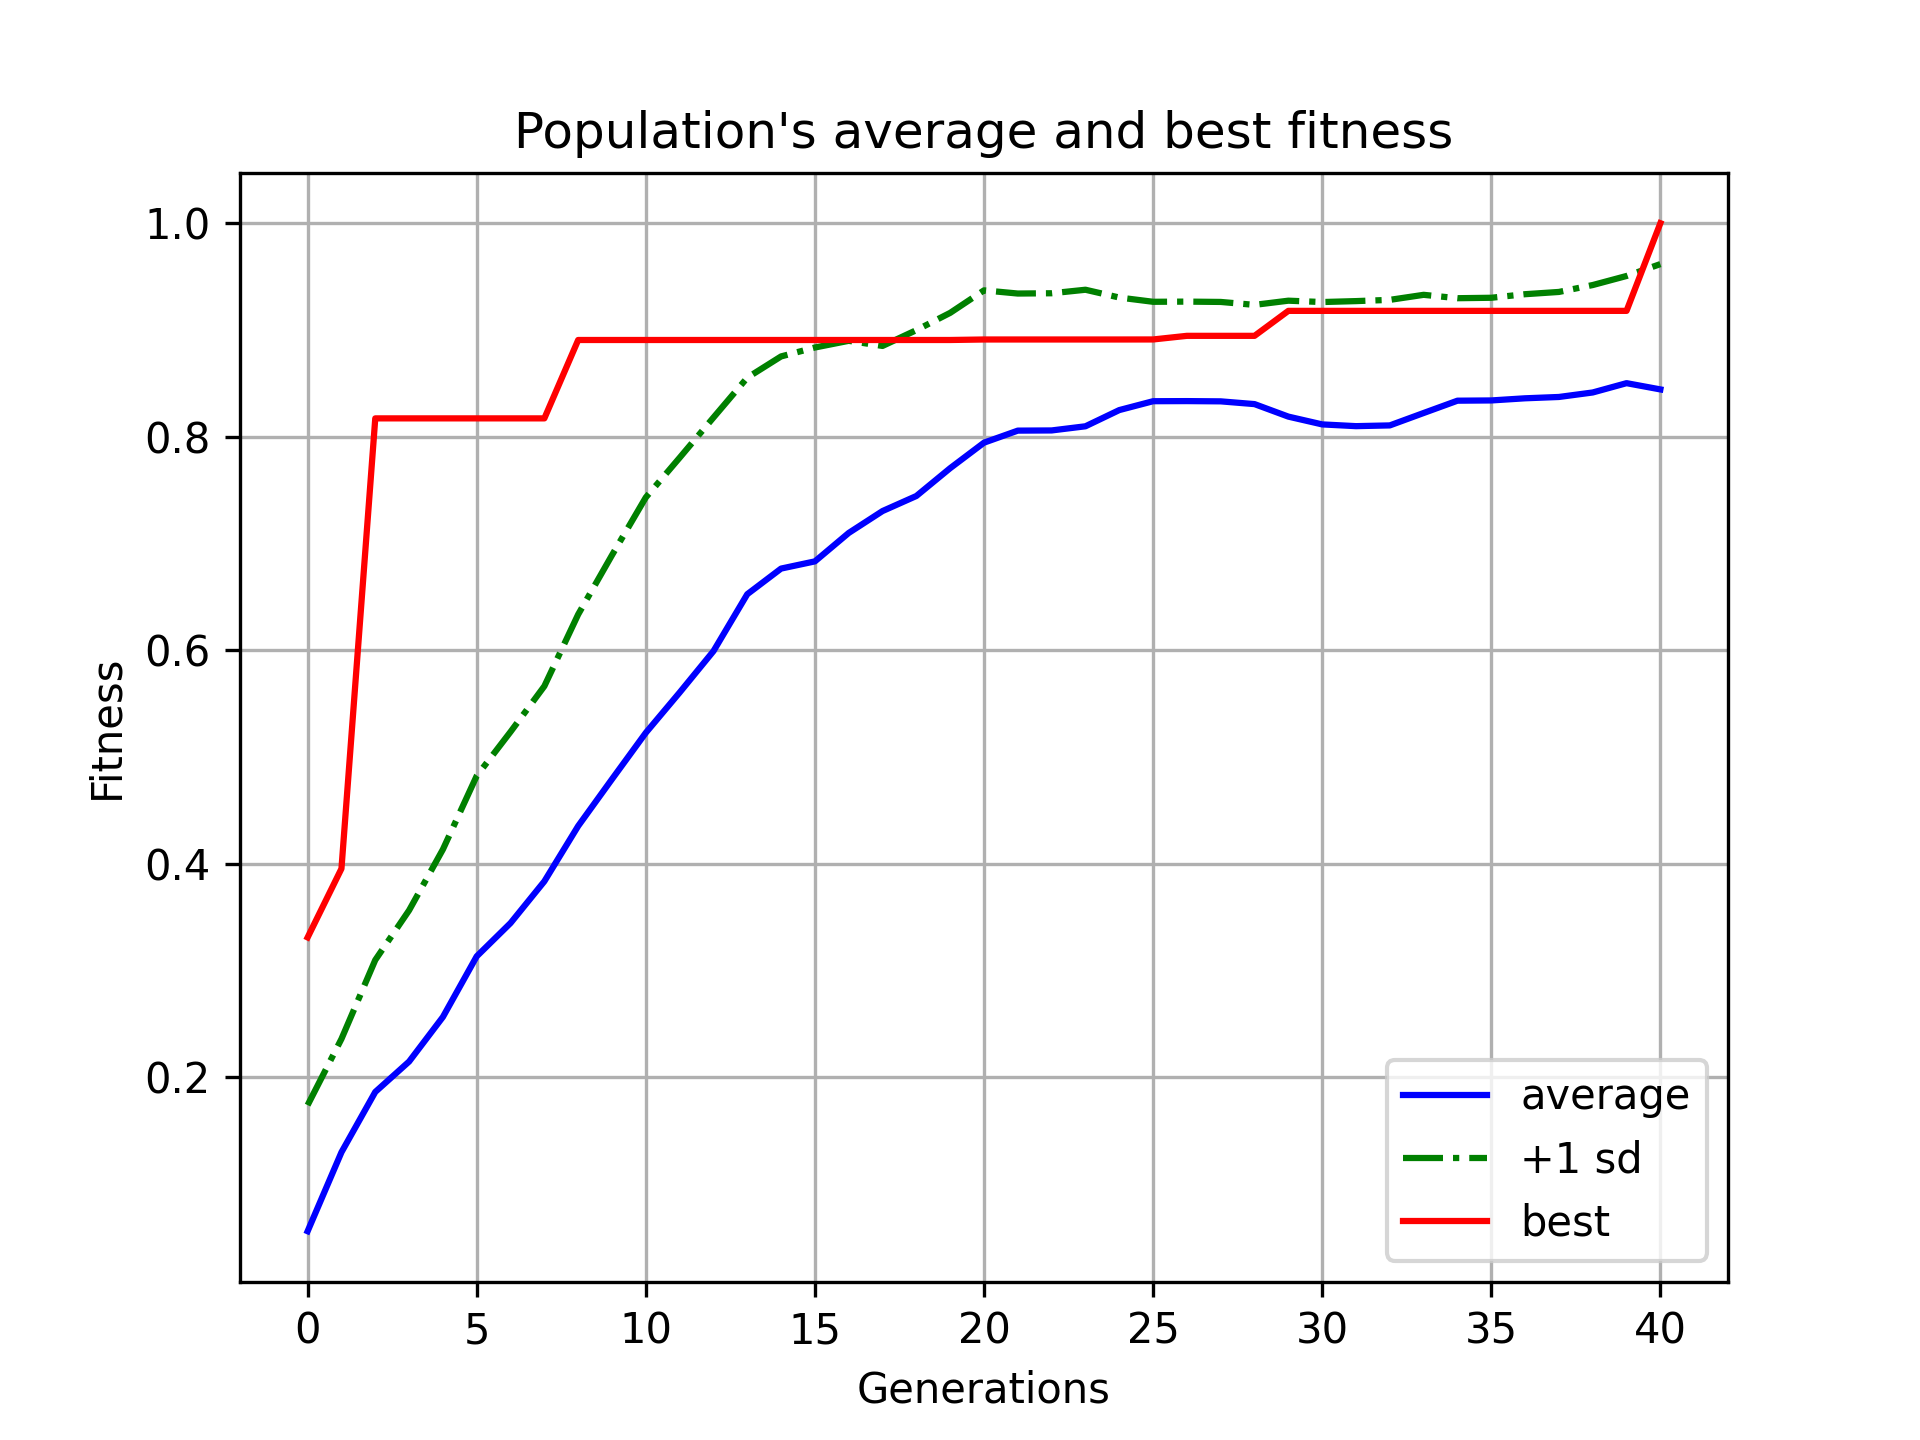 Population's average and best fitness
1.0
0.8
0.6
0.4
0.2
Fitness
average
+1 sd
best
0 5 10 15 20 25 30 35 40
Generations